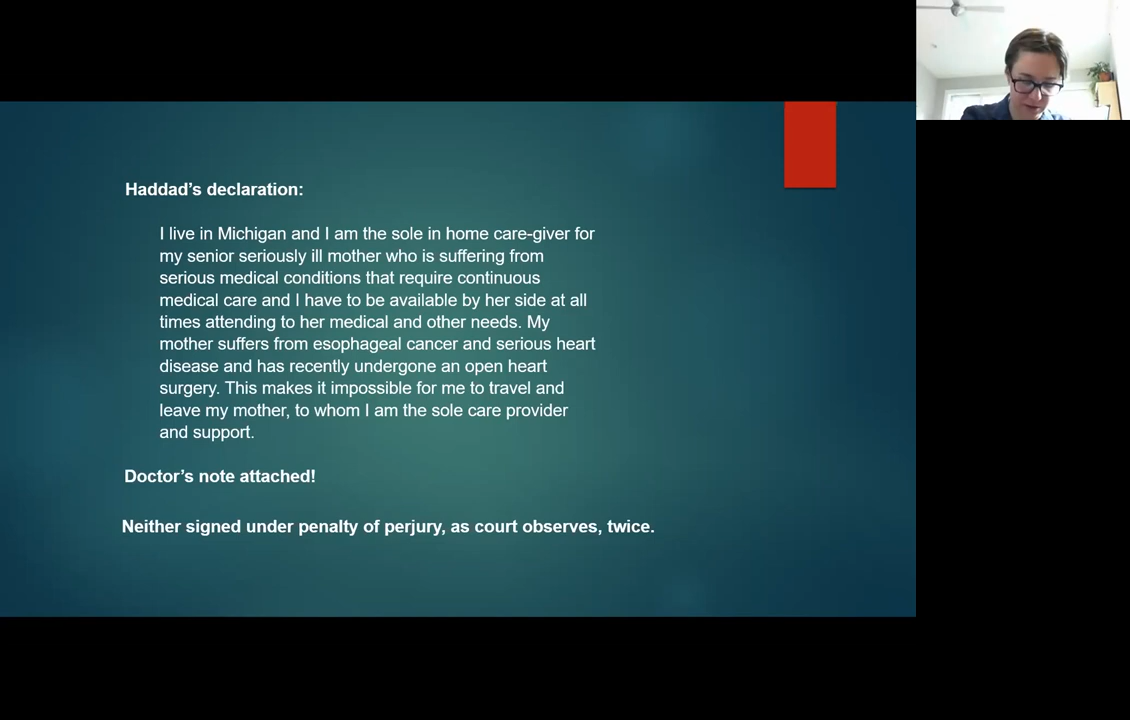 Haddad’s declaration:
I live in Michigan and I am the sole in home care-giver for
my senior seriously ill mother who is suffering from
serious medical conditions that require continuous
medical care and I have to be available by her side at all
times attending to her medical and other needs. My
mother suffers from esophageal cancer and serious heart
disease and has recently undergone an open heart
surgery. This makes it impossible for me to travel and
leave my mother, to whom I am the sole care provider
and support.
Doctor’s note attached!
Neither signed under penalty of perjury, as court observes, twice.